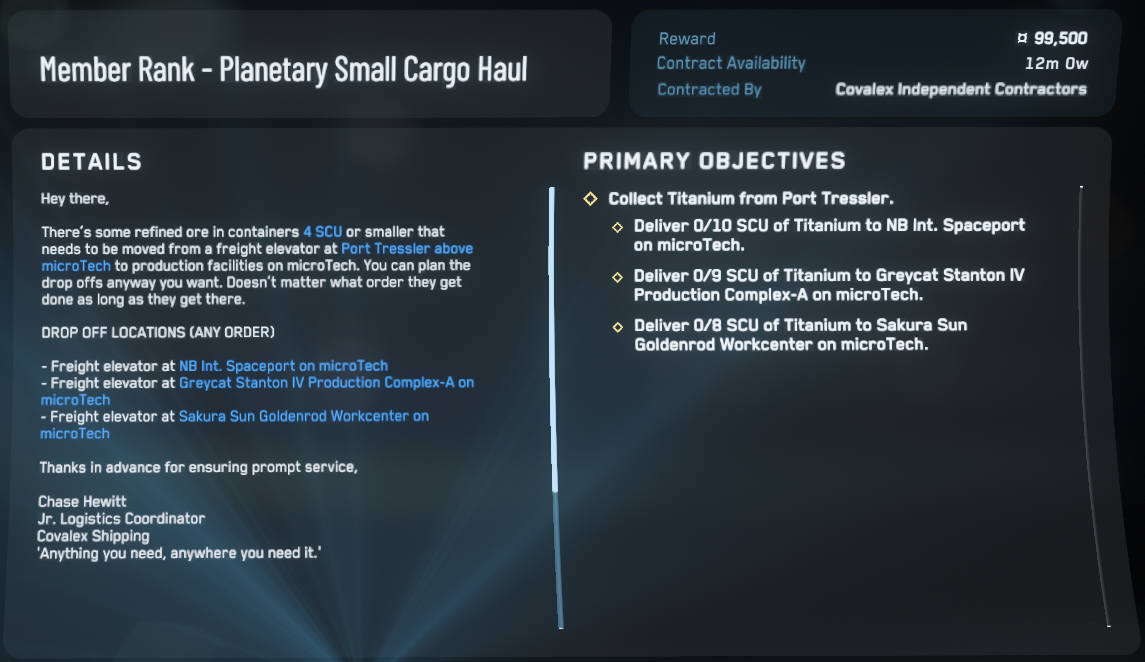 Member Rank - Planetary Small Cargo Haul
Reward ¤ 99,500
Contract Availability 12m 0w
Contracted By Covalex Independent Contractors
DETAILS
Hey there,
There's some refined ore in containers 4 SCU or smaller that
needs to be moved from a freight elevator at Port Tressler above
microTech to production facilities on microTech. You can plan the
drop offs anyway you want. Doesn't matter what order they get
done as long as they get there.
DROP OFF LOCATIONS (ANY ORDER)
- Freight elevator at NB Int. Spaceport on microTech
- Freight elevator at Greycat Stanton IV Production Complex-A on
microTech
- Freight elevator at Sakura Sun Goldenrod Workcenter on
microTech
Thanks in advance for ensuring prompt service,
Chase Hewitt
Jr. Logistics Coordinator
Covalex Shipping
'Anything you need, anywhere you need it.'
PRIMARY OBJECTIVES
Collect Titanium from Port Tressler.
Deliver 0/10 SCU of Titanium to NB Int. Spaceport
on microTech.
Deliver 0/9 SCU of Titanium to Greycat Stanton IV
Production Complex-A on microTech.
Deliver 0/8 SCU of Titanium to Sakura Sun
Goldenrod Workcenter on microTech.